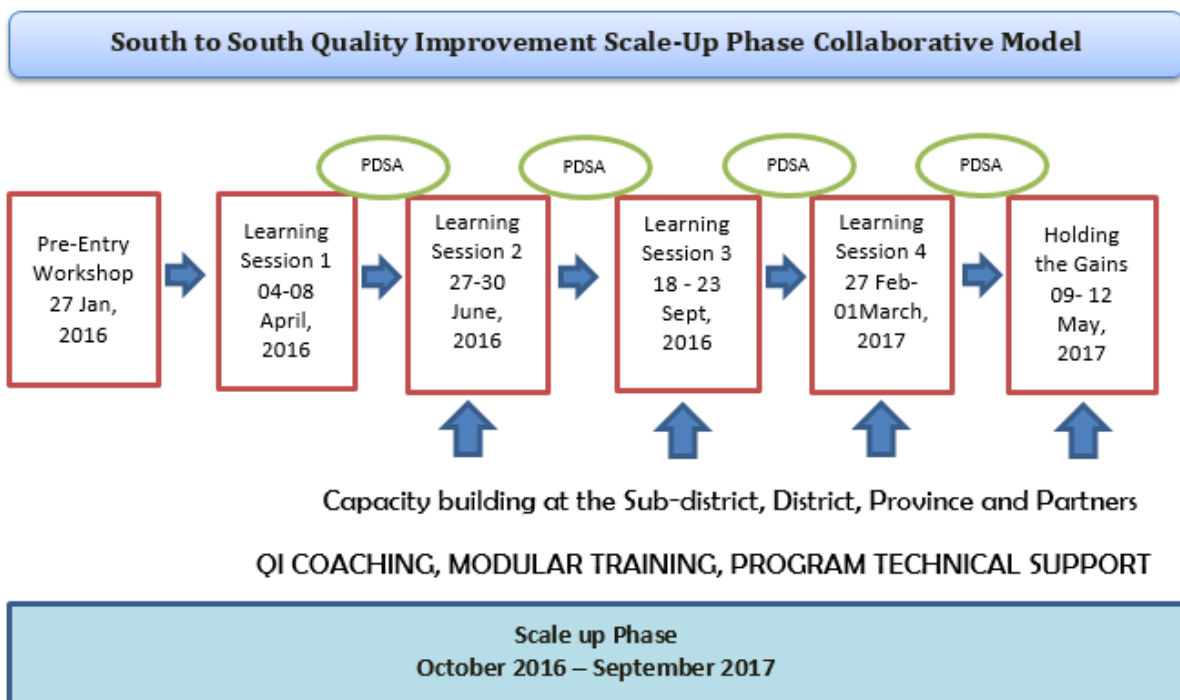 South to South Quality Improvement Scale-Up Phase Collaborative Model
PDSA
PDSA
PDSA
PDSA
Pre-Entry
Workshop
27 Jan,
2016
Learning
Session 1
04-08
April,
2016
Learning
Session 2
27-30
June,
2016
Learning
Session 3
18 - 23
Sept,
2016
Learning
Session 4
27 Feb-
01March,
2017
Holding
the Gains
09- 12
May,
2017
Capacity building at the Sub-district, District, Province and Partners
QI COACHING, MODULAR TRAINING, PROGRAM TECHNICAL SUPPORT
Scale up Phase
October 2016 – September 2017